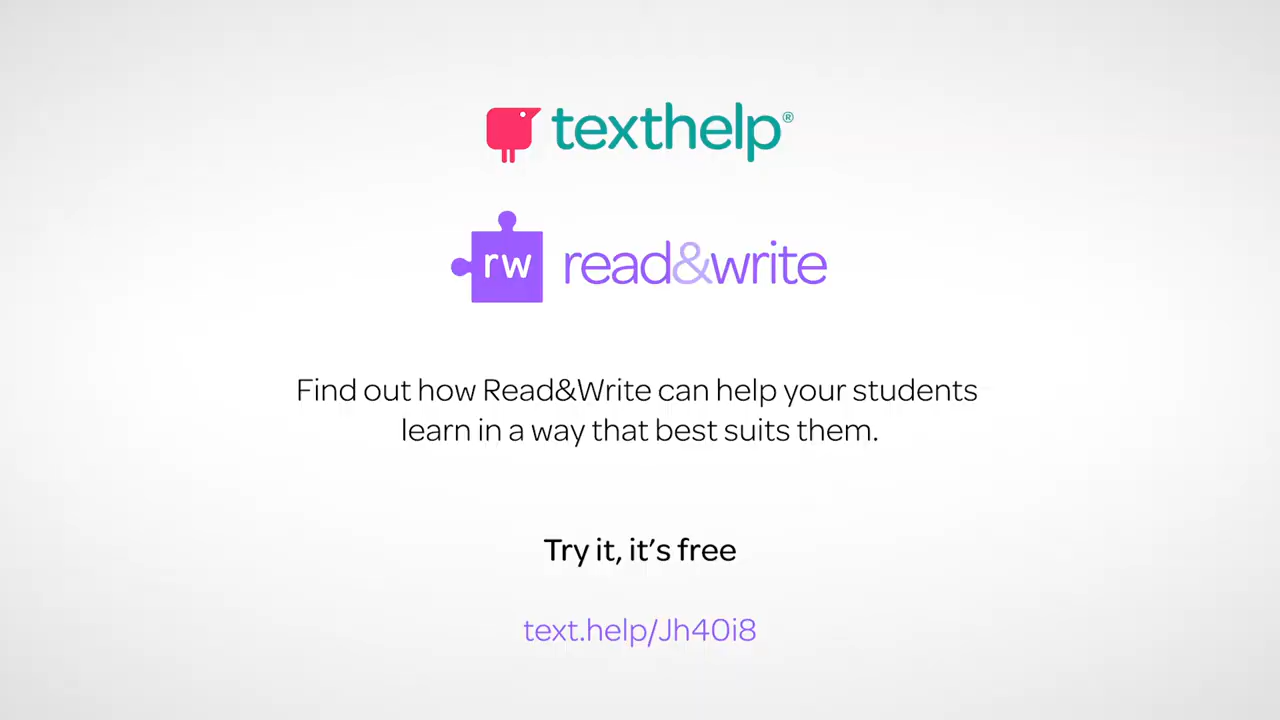 texthelp®
rw read&write
Find out how Read&Write can help your students
learn in a way that best suits them.
Try it, it's free
text.help/Jh40i8